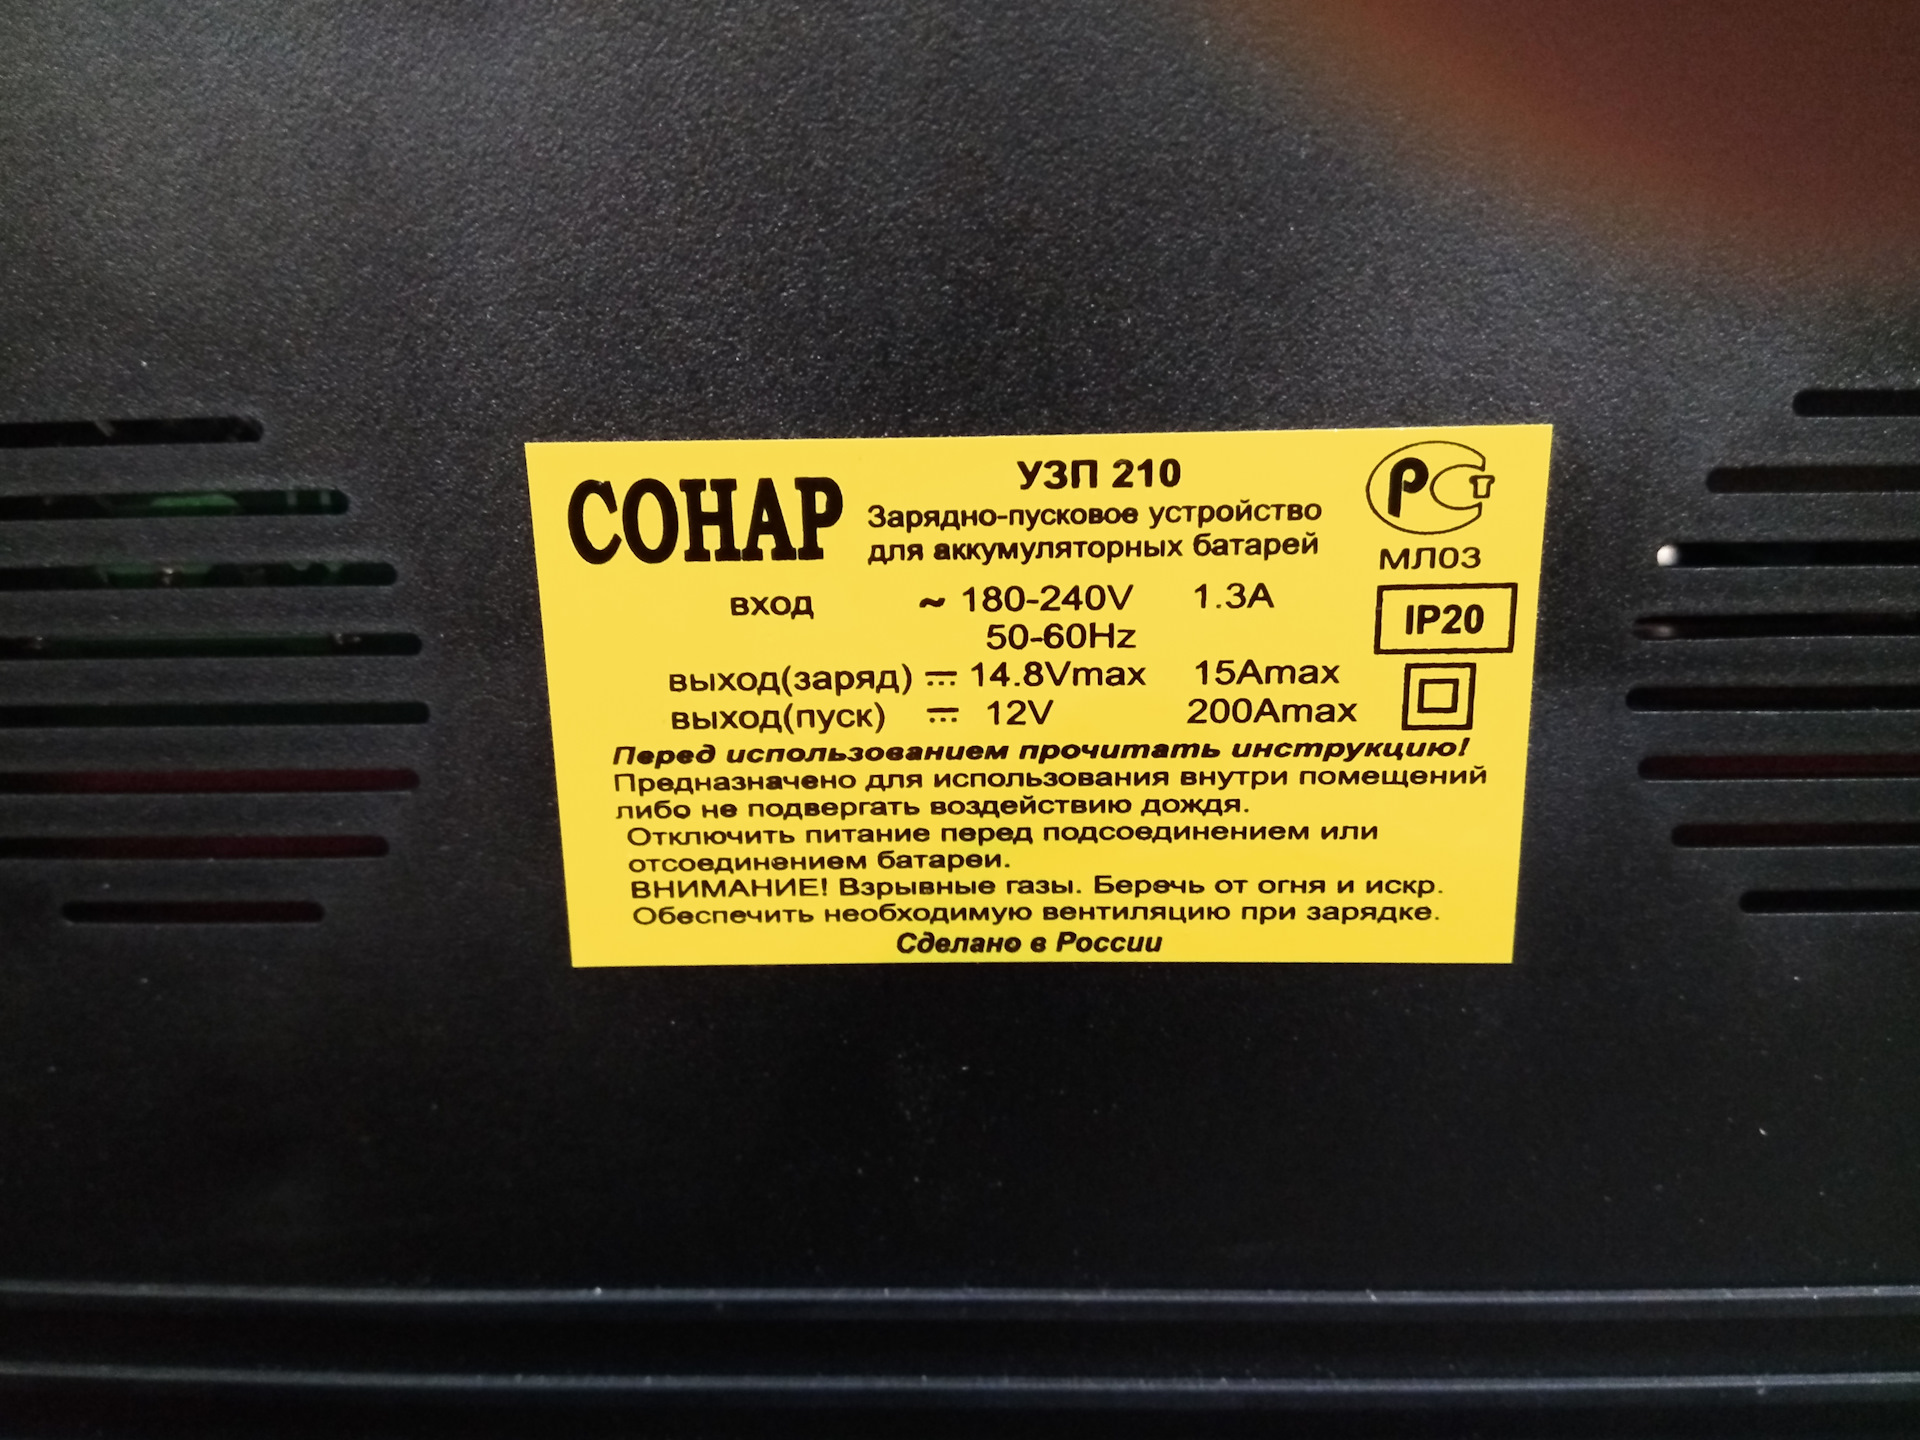 СОНАР
УЗП 210
Зарядно-пусковое устройство
для аккумуляторных батарей
РСТ
МЛ03
вход ~ 180-240V 1.3A
50-60Hz
IP20
выход(заряд) ⎓ 14.8Vmax 15Amax
выход(пуск) ⎓ 12V 200Amax
Перед использованием прочитать инструкцию!
Предназначено для использования внутри помещений
либо не подвергать воздействию дождя.
Отключить питание перед подсоединением или
отсоединением батареи.
ВНИМАНИЕ! Взрывные газы. Беречь от огня и искр.
Обеспечить необходимую вентиляцию при зарядке.
Сделано в России